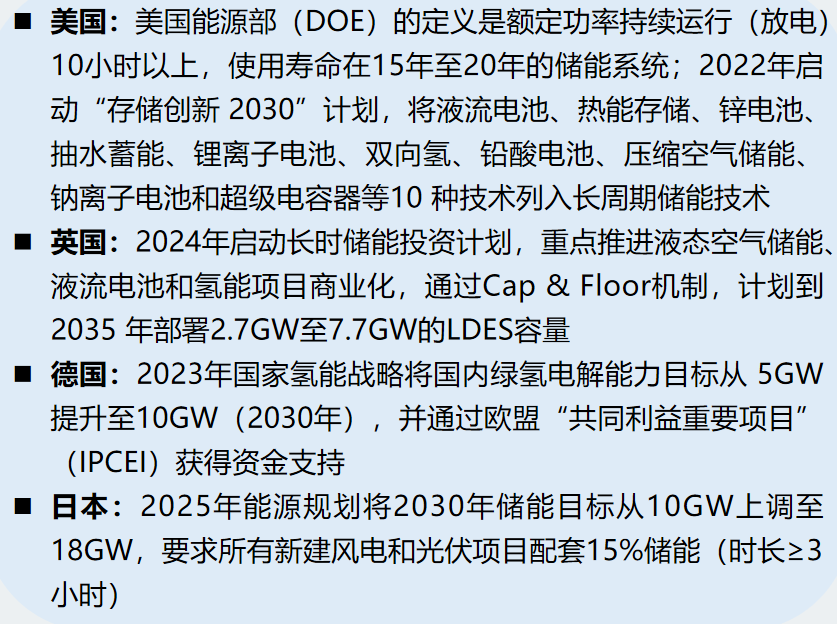 ■ 美国：美国能源部（DOE）的定义是额定功率持续运行（放电）
10小时以上，使用寿命在15年至20年的储能系统；2022年启
动“存储创新 2030”计划，将液流电池、热能存储、锌电池、
抽水蓄能、锂离子电池、双向氢、铅酸电池、压缩空气储能、
钠离子电池和超级电容器等10 种技术列入长周期储能技术
■ 英国：2024年启动长时储能投资计划，重点推进液态空气储能、
液流电池和氢能项目商业化，通过Cap & Floor机制，计划到
2035 年部署2.7GW至7.7GW的LDES容量
■ 德国：2023年国家氢能战略将国内绿氢电解能力目标从 5GW
提升至10GW（2030年），并通过欧盟“共同利益重要项目”
（IPCEI）获得资金支持
■ 日本：2025年能源规划将2030年储能目标从10GW上调至
18GW，要求所有新建风电和光伏项目配套15%储能（时长≥3
小时）